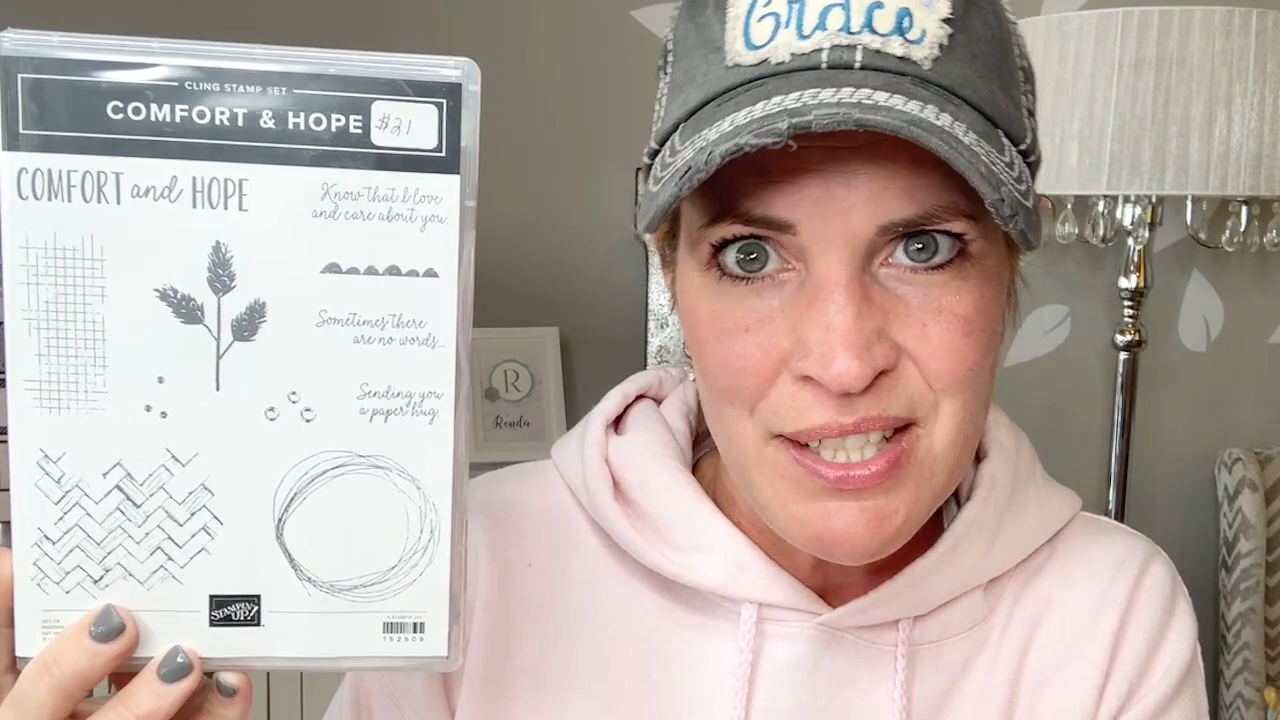 Grace
CLING STAMP SET
COMFORT & HOPE
$21
COMFORT and HOPE
Know that I love
and care about you.
Sometimes there
are no words...
Sending you
a paper hug.
STAMPIN'
UP!
152509
R
Ronda